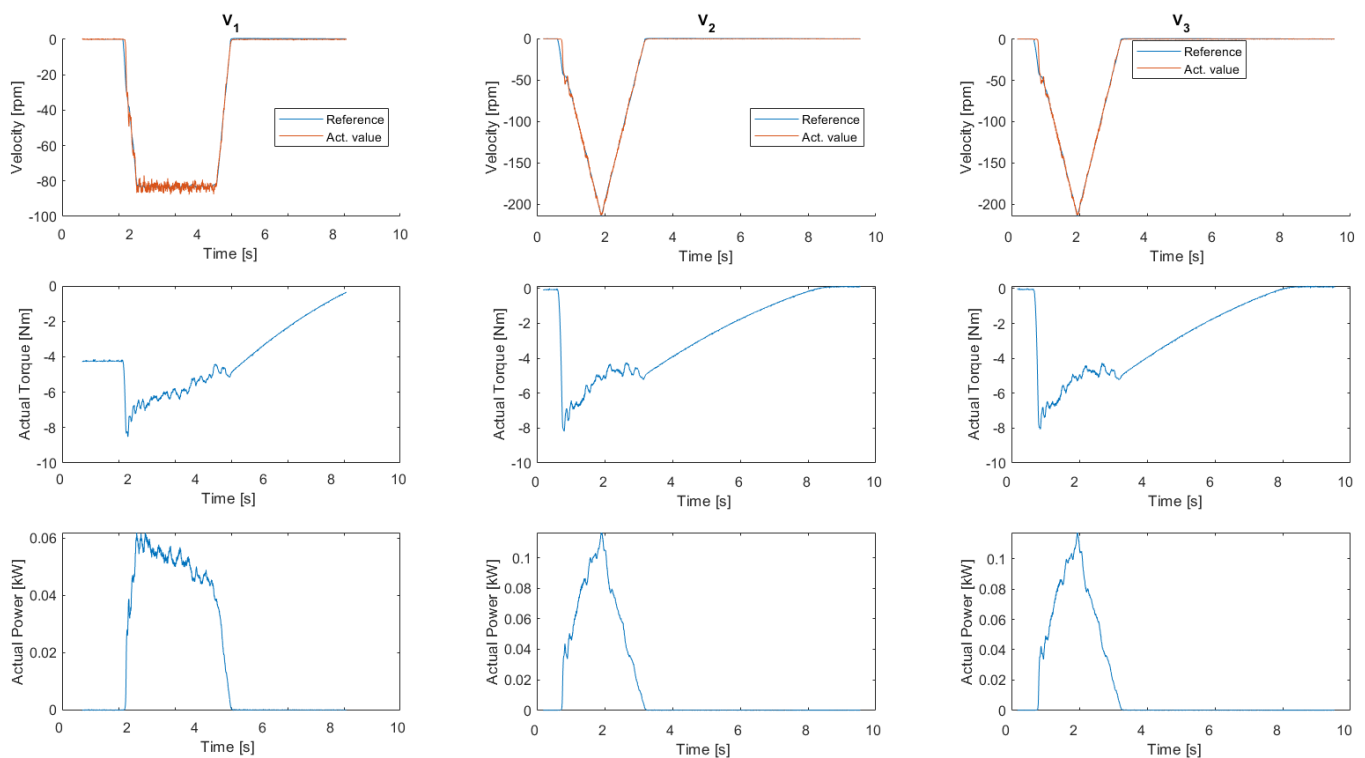 V1 V2 V3
Velocity [rpm] 0 -20 -40 -60 -80 -100
Reference
Act. value
0 2 4 6 8 10
Time [s]
Velocity [rpm] 0 -50 -100 -150 -200
Reference
Act. value
0 2 4 6 8 10
Time [s]
Velocity [rpm] 0 -50 -100 -150 -200
Reference
Act. value
0 2 4 6 8 10
Time [s]
Actual Torque [Nm] 0 -2 -4 -6 -8 -10
0 2 4 6 8 10
Time [s]
Actual Torque [Nm] 0 -2 -4 -6 -8 -10
0 2 4 6 8 10
Time [s]
Actual Torque [Nm] 0 -2 -4 -6 -8 -10
0 2 4 6 8 10
Time [s]
Actual Power [kW] 0.06 0.04 0.02 0
0 2 4 6 8 10
Time [s]
Actual Power [kW] 0.1 0.08 0.06 0.04 0.02 0
0 2 4 6 8 10
Time [s]
Actual Power [kW] 0.1 0.08 0.06 0.04 0.02 0
0 2 4 6 8 10
Time [s]